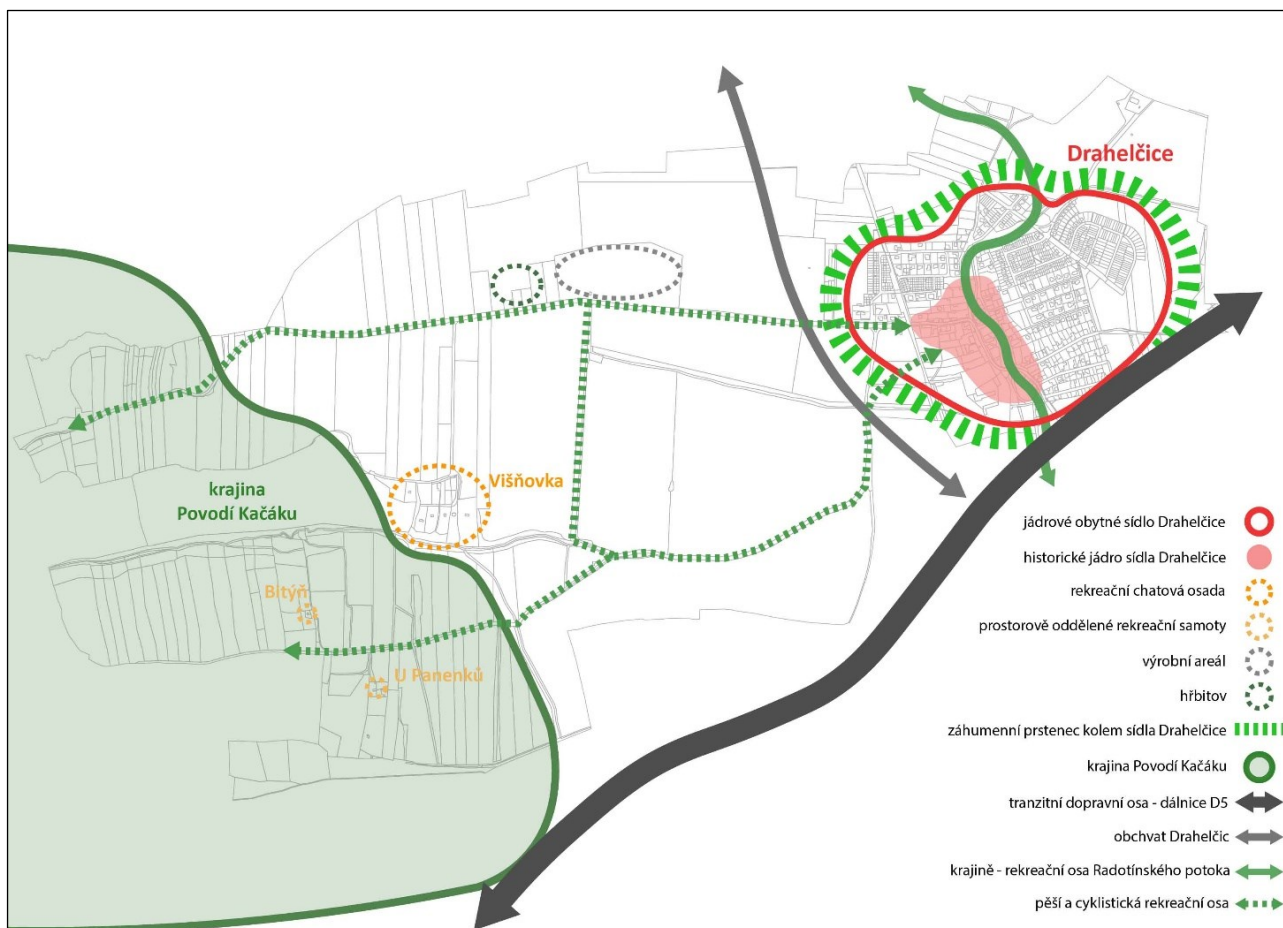 Drahelčice
Višňovka
krajina
Povodí Kačáku
Bitýň
U Panenků
jádrové obytné sídlo Drahelčice
historické jádro sídla Drahelčice
rekreační chatová osada
prostorově oddělené rekreační samoty
výrobní areál
hřbitov
záhumenní prstenec kolem sídla Drahelčice
krajina Povodí Kačáku
tranzitní dopravní osa - dálnice D5
obchvat Drahelčic
krajině - rekreační osa Radotínského potoka
pěší a cyklistická rekreační osa